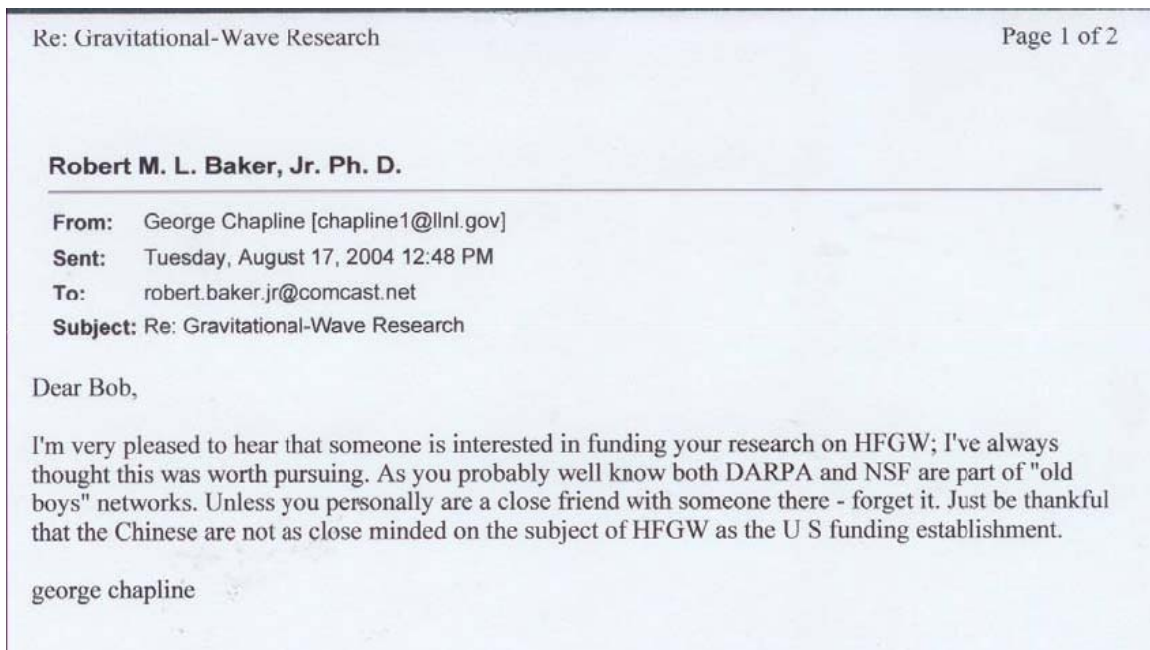 Re: Gravitational-Wave Research Page 1 of 2
Robert M. L. Baker, Jr. Ph. D.
From: George Chapline [chapline1@llnl.gov]
Sent: Tuesday, August 17, 2004 12:48 PM
To: robert.baker.jr@comcast.net
Subject: Re: Gravitational-Wave Research
Dear Bob,
I'm very pleased to hear that someone is interested in funding your research on HFGW; I've always
thought this was worth pursuing. As you probably well know both DARPA and NSF are part of "old
boys" networks. Unless you personally are a close friend with someone there - forget it. Just be thankful
that the Chinese are not as close minded on the subject of HFGW as the U S funding establishment.
george chapline